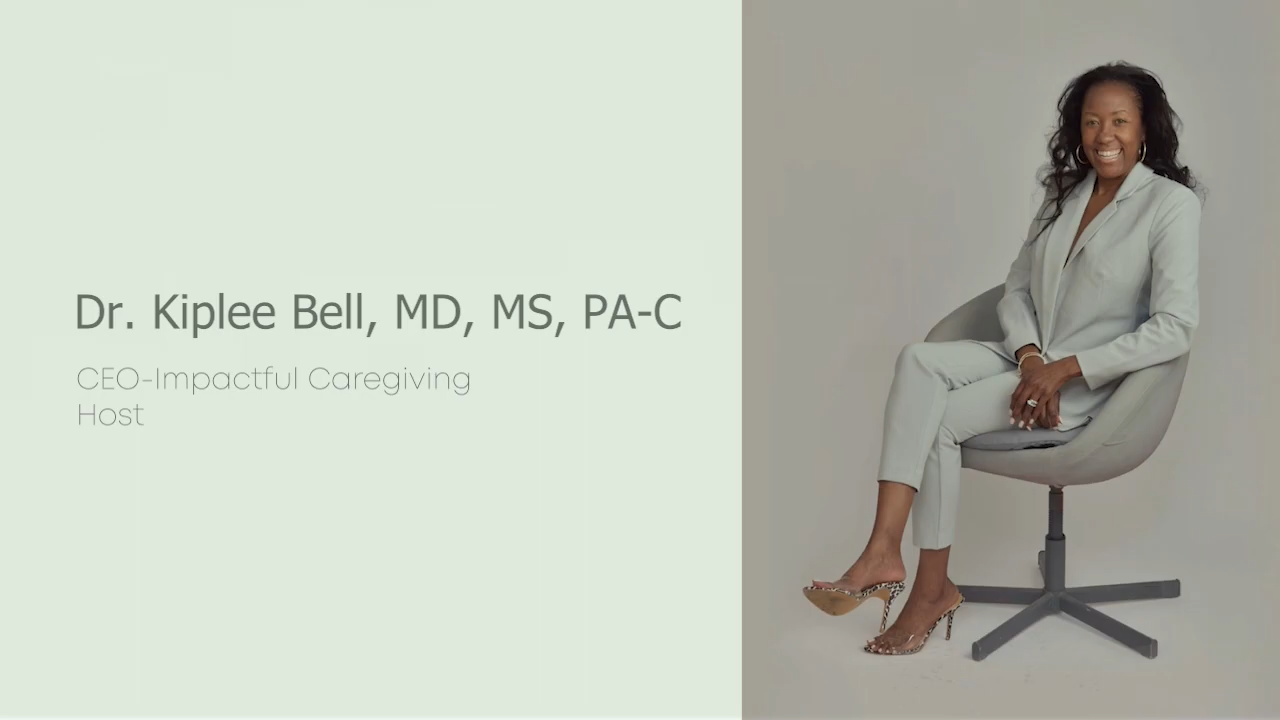 Dr. Kiplee Bell, MD, MS, PA-C
CEO-Impactful Caregiving
Host